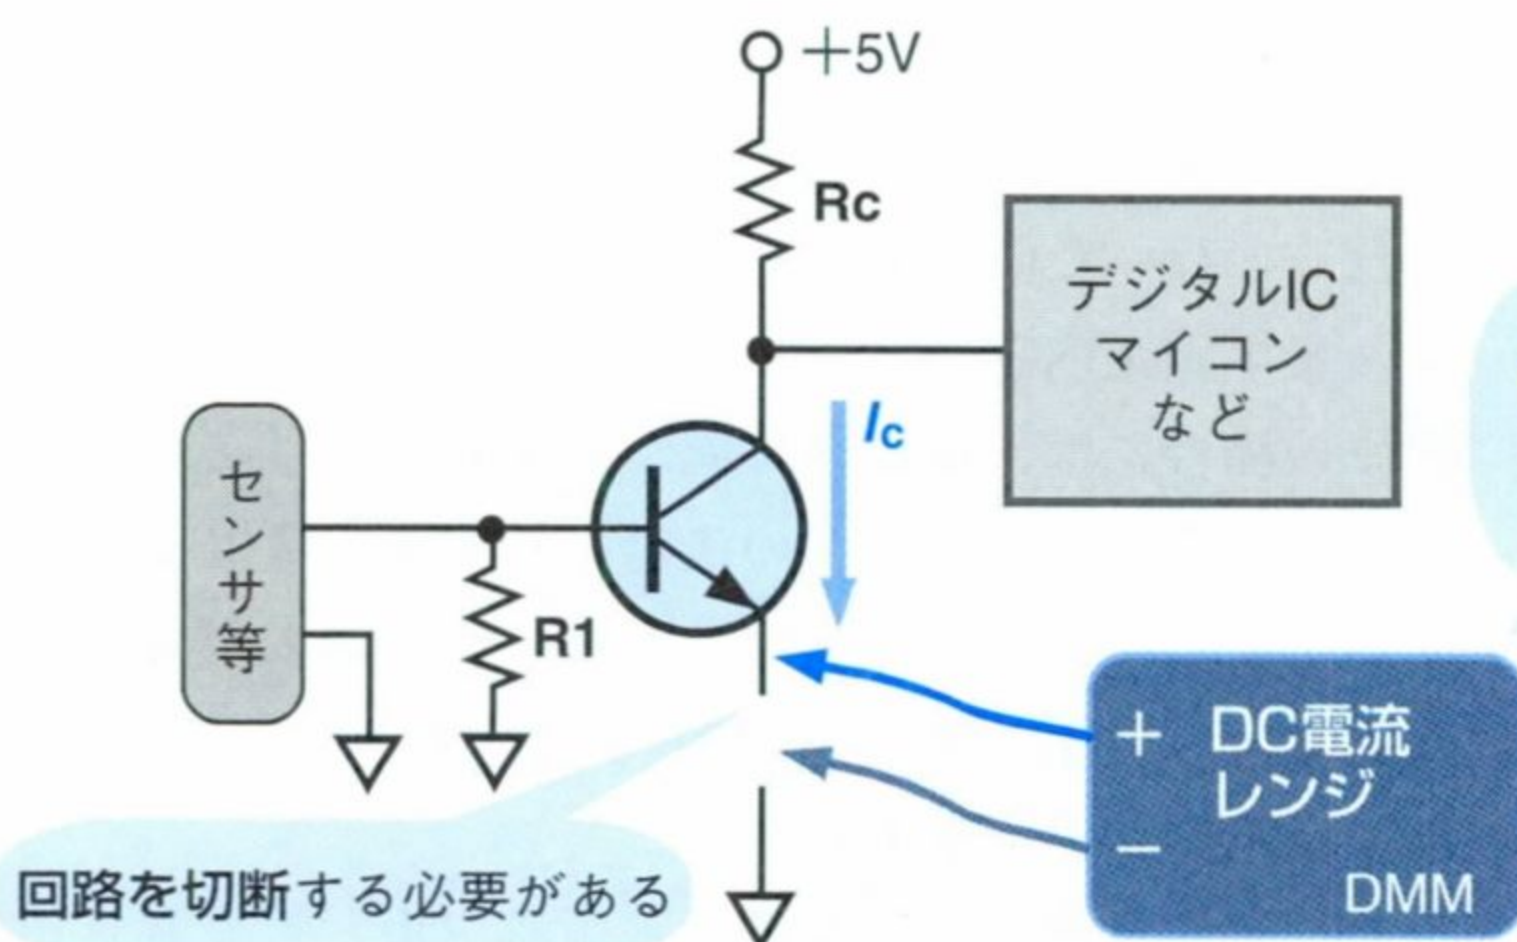 +5V
Rc
デジタルIC
マイコン
など
Ic
センサ等
R1
+ DC電流
レンジ
−
DMM
回路を切断する必要がある